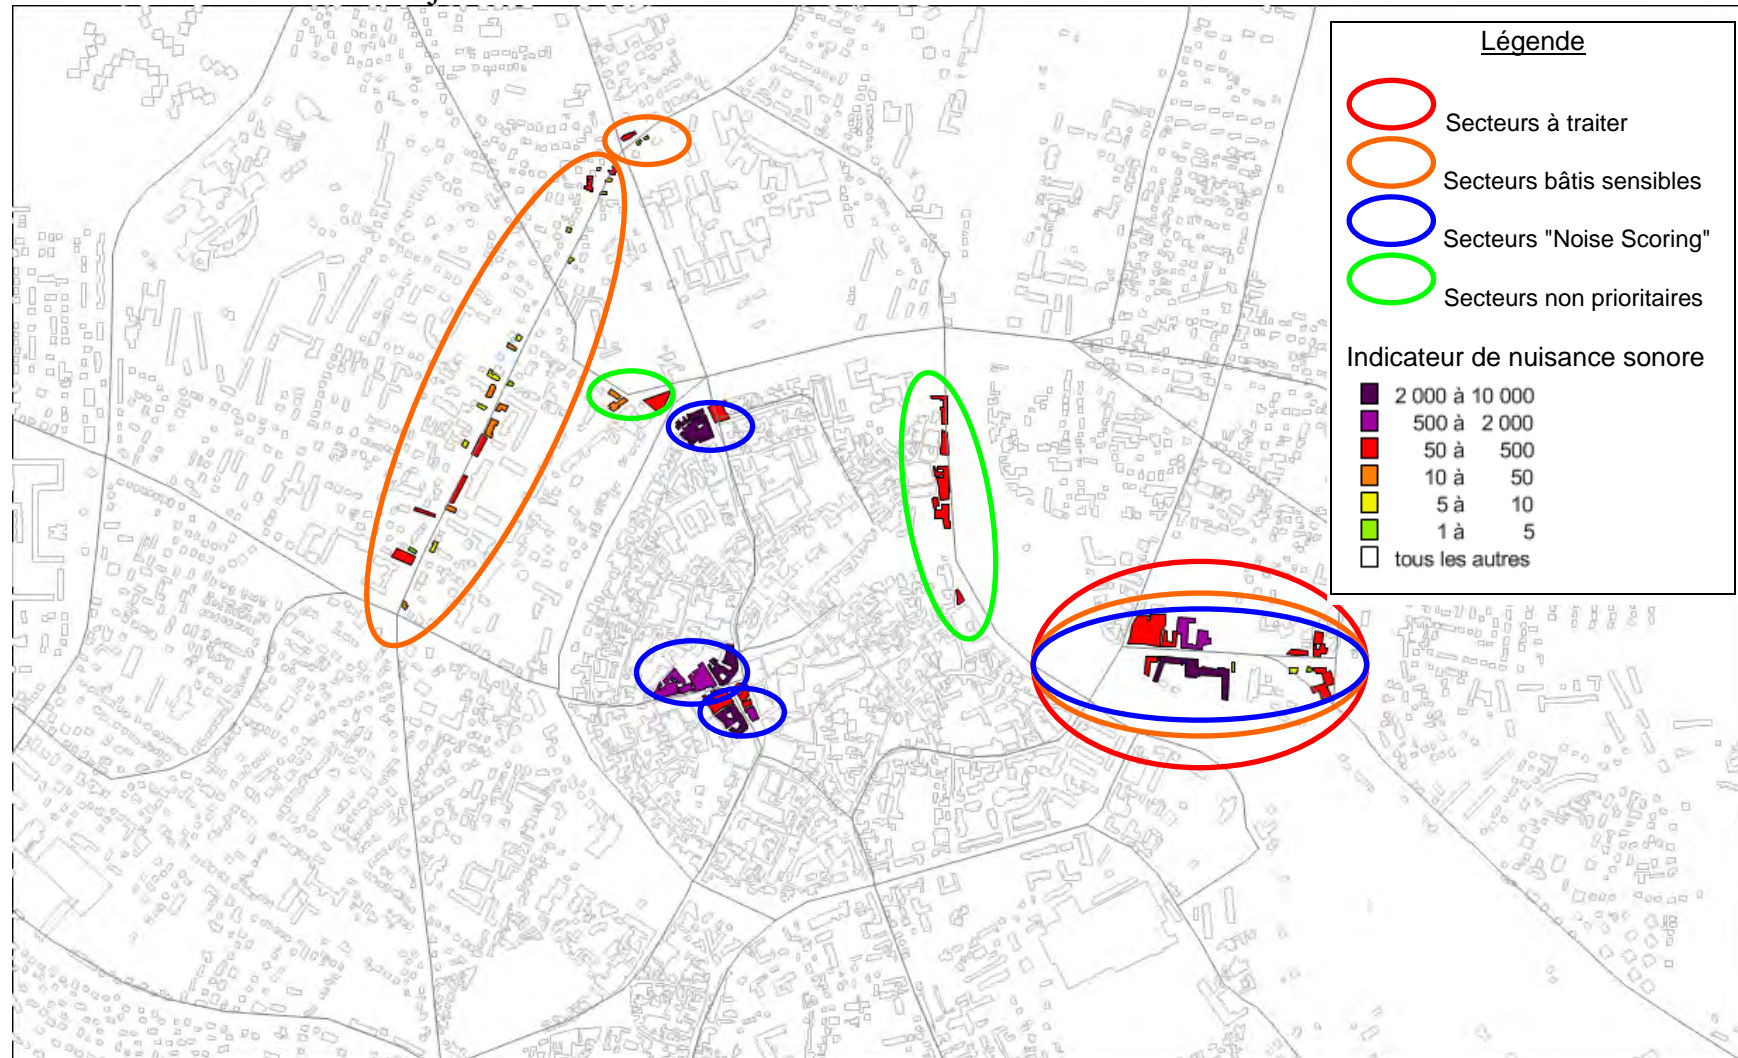 Légende
Secteurs à traiter
Secteurs bâtis sensibles
Secteurs "Noise Scoring"
Secteurs non prioritaires
Indicateur de nuisance sonore
2 000 à 10 000
500 à 2 000
50 à 500
10 à 50
5 à 10
1 à 5
tous les autres